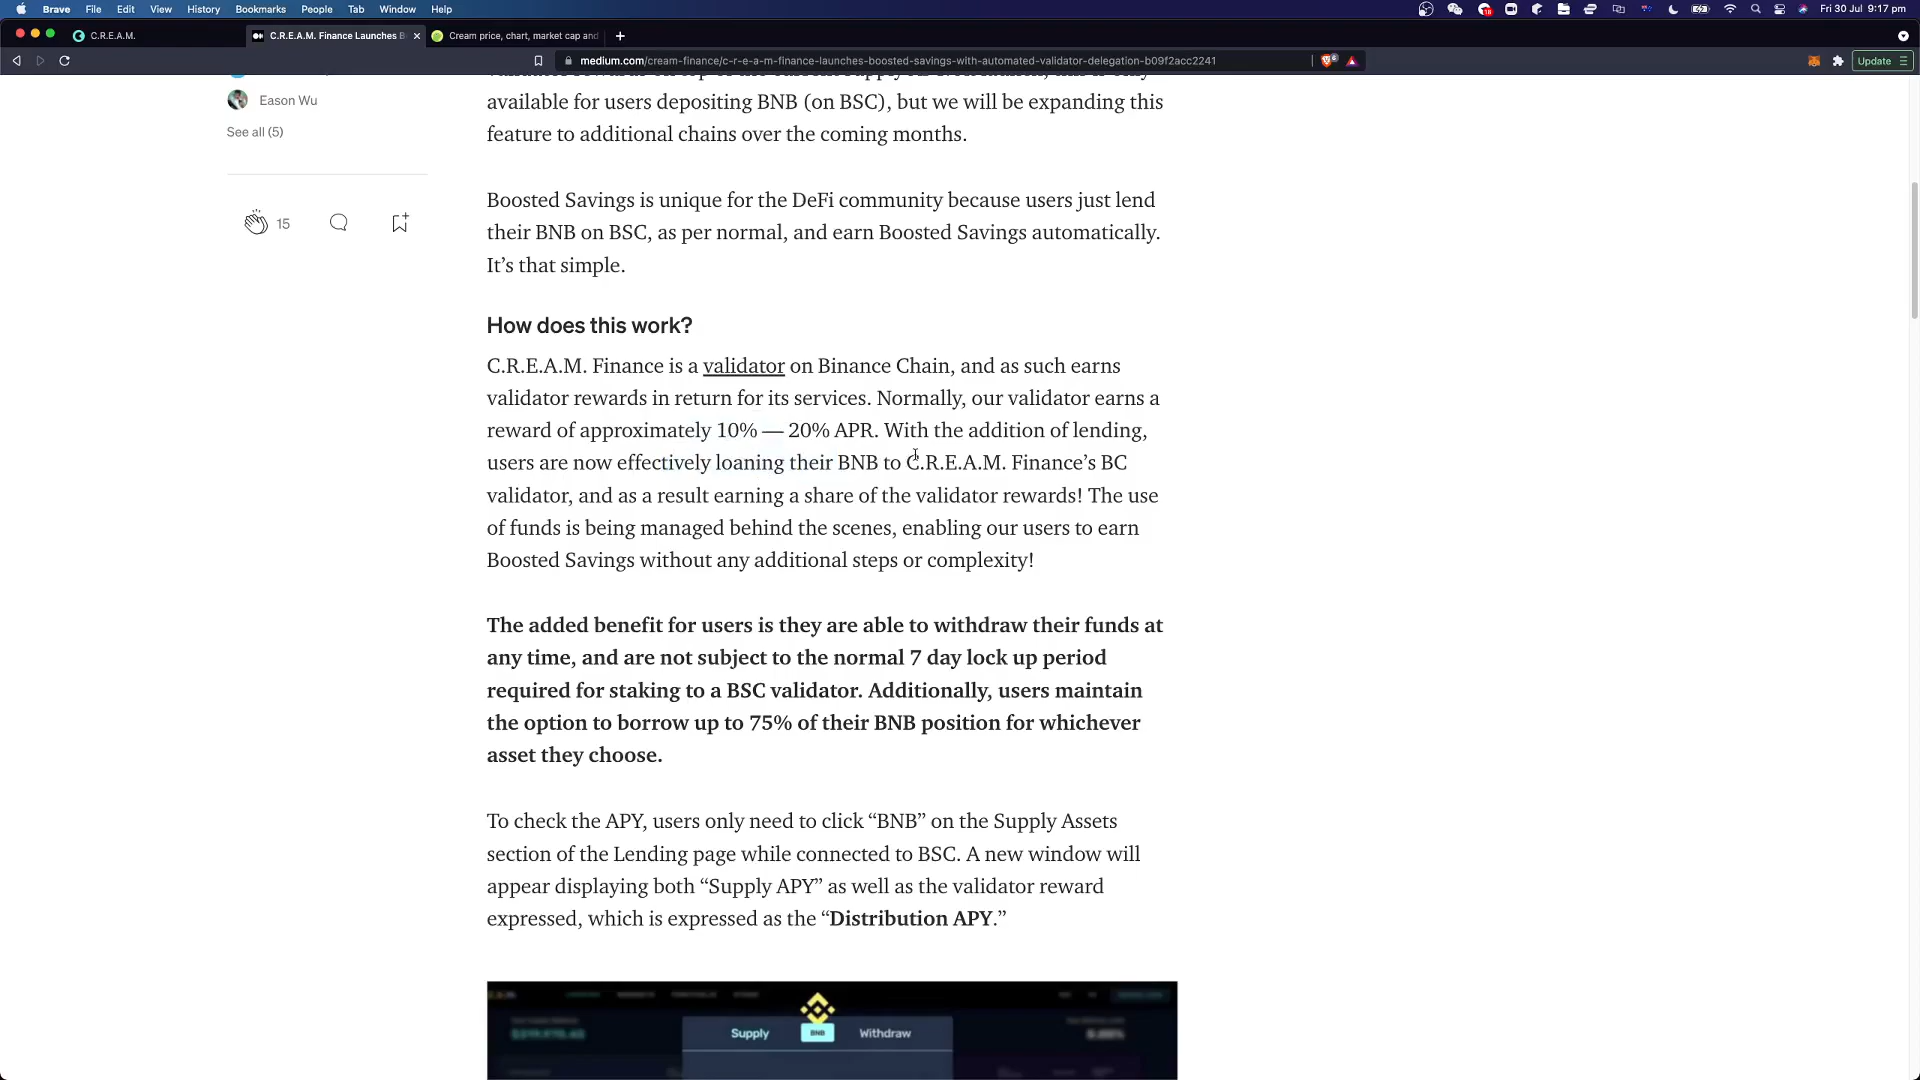 Brave File Edit View History Bookmarks People Tab Window Help
18
Fri 30 Jul 9:17 pm
C.R.E.A.M.
C.R.E.A.M. Finance Launches B
Cream price, chart, market cap and
medium.com/cream-finance/c-r-e-a-m-finance-launches-boosted-savings-with-automated-validator-delegation-b09f2acc2241
6
Update
Eason Wu
See all (5)
15
available for users depositing BNB (on BSC), but we will be expanding this
feature to additional chains over the coming months.
Boosted Savings is unique for the DeFi community because users just lend
their BNB on BSC, as per normal, and earn Boosted Savings automatically.
It’s that simple.
How does this work?
C.R.E.A.M. Finance is a validator on Binance Chain, and as such earns
validator rewards in return for its services. Normally, our validator earns a
reward of approximately 10% — 20% APR. With the addition of lending,
users are now effectively loaning their BNB to C.R.E.A.M. Finance’s BC
validator, and as a result earning a share of the validator rewards! The use
of funds is being managed behind the scenes, enabling our users to earn
Boosted Savings without any additional steps or complexity!
The added benefit for users is they are able to withdraw their funds at
any time, and are not subject to the normal 7 day lock up period
required for staking to a BSC validator. Additionally, users maintain
the option to borrow up to 75% of their BNB position for whichever
asset they choose.
To check the APY, users only need to click “BNB” on the Supply Assets
section of the Lending page while connected to BSC. A new window will
appear displaying both “Supply APY” as well as the validator reward
expressed, which is expressed as the “Distribution APY.”
Supply BNB Withdraw